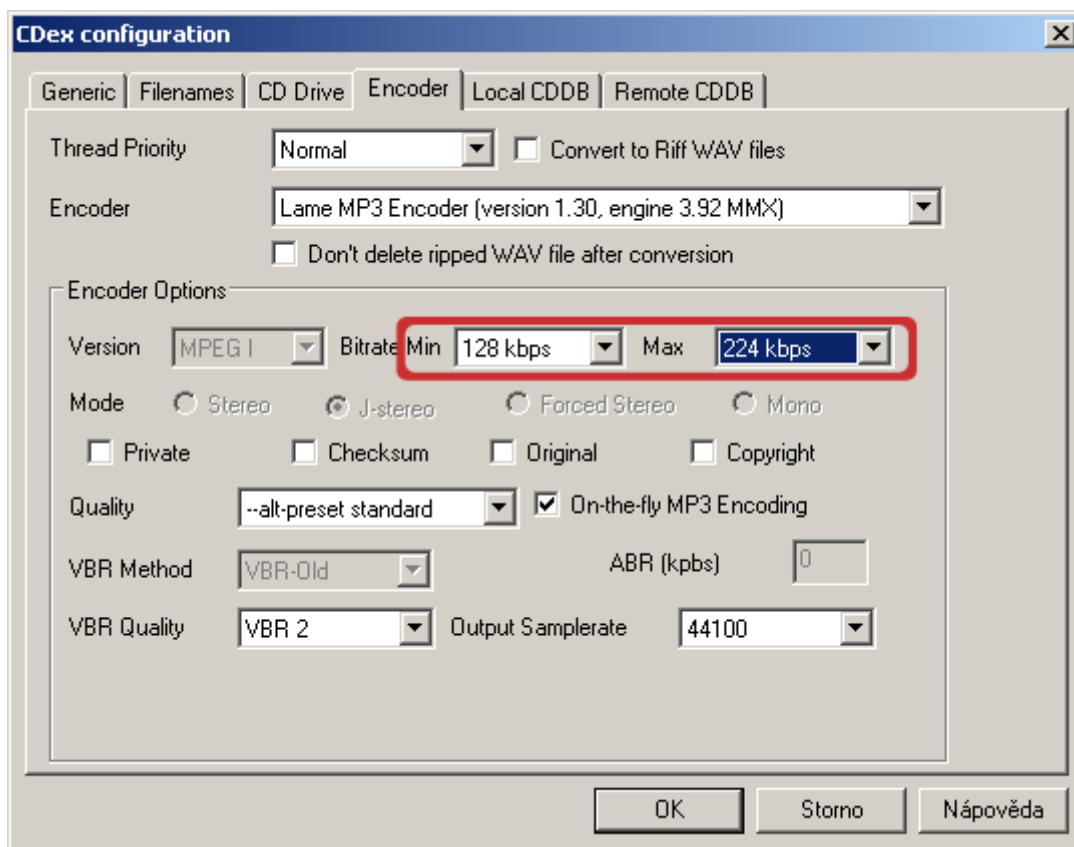 CDex configuration
Generic Filenames CD Drive Encoder Local CDDB Remote CDDB
Thread Priority Normal Convert to Riff WAV files
Encoder Lame MP3 Encoder (version 1.30, engine 3.92 MMX)
Don't delete ripped WAV file after conversion
Encoder Options
Version MPEG I Bitrate Min 128 kbps Max 224 kbps
Mode Stereo J-stereo Forced Stereo Mono
Private Checksum Original Copyright
Quality --alt-preset standard On-the-fly MP3 Encoding
VBR Method VBR-Old ABR (kpbs) 0
VBR Quality VBR 2 Output Samplerate 44100
OK Storno Nápověda